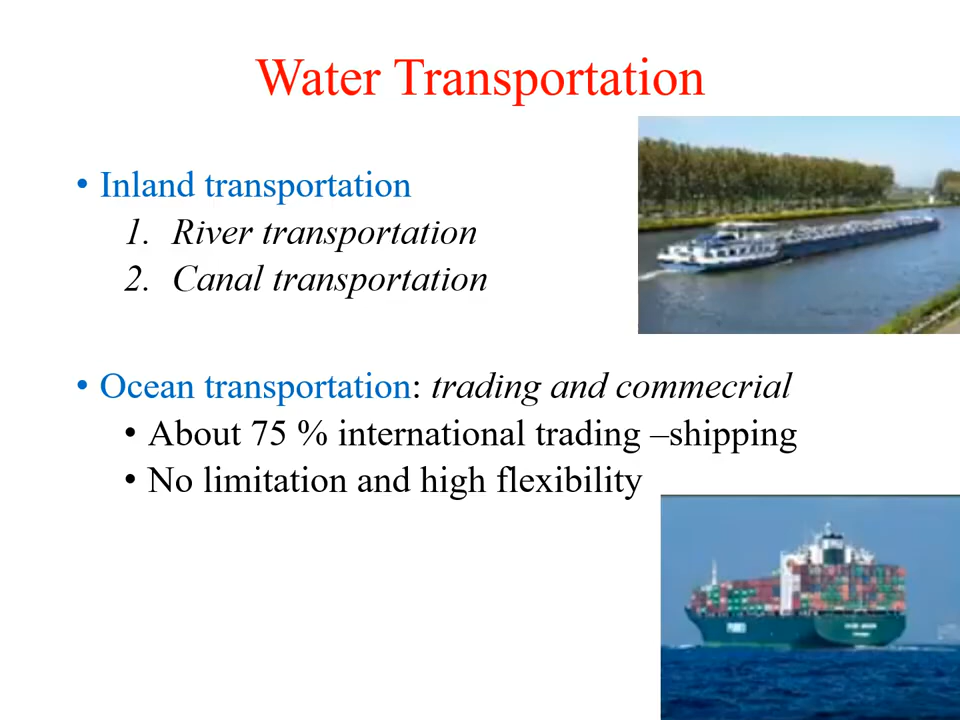 Water Transportation
• Inland transportation
1. River transportation
2. Canal transportation
• Ocean transportation: trading and commecrial
• About 75 % international trading –shipping
• No limitation and high flexibility